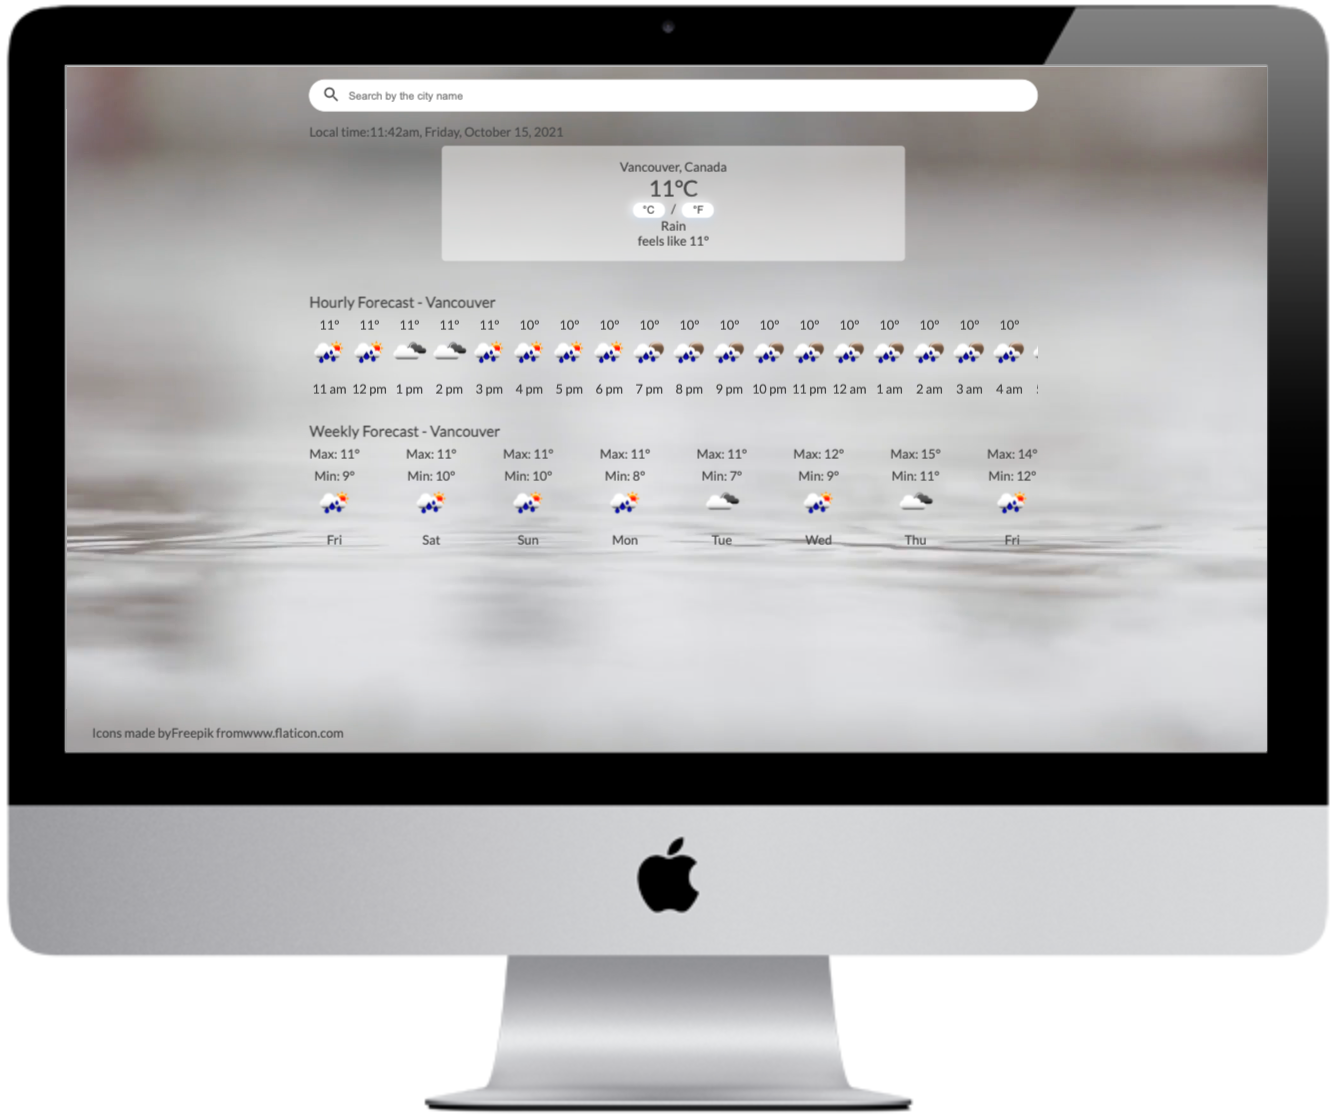 Search by the city name
Local time:11:42am, Friday, October 15, 2021
Vancouver, Canada
11°C
°C / °F
Rain
feels like 11°
Hourly Forecast - Vancouver
11° 11° 11° 11° 11° 10° 10° 10° 10° 10° 10° 10° 10° 10° 10° 10° 10° 10°
11 am 12 pm 1 pm 2 pm 3 pm 4 pm 5 pm 6 pm 7 pm 8 pm 9 pm 10 pm 11 pm 12 am 1 am 2 am 3 am 4 am
Weekly Forecast - Vancouver
Max: 11° Max: 11° Max: 11° Max: 11° Max: 11° Max: 12° Max: 15° Max: 14°
Min: 9° Min: 10° Min: 10° Min: 8° Min: 7° Min: 9° Min: 11° Min: 12°
Fri Sat Sun Mon Tue Wed Thu Fri
Icons made byFreepik fromwww.flaticon.com